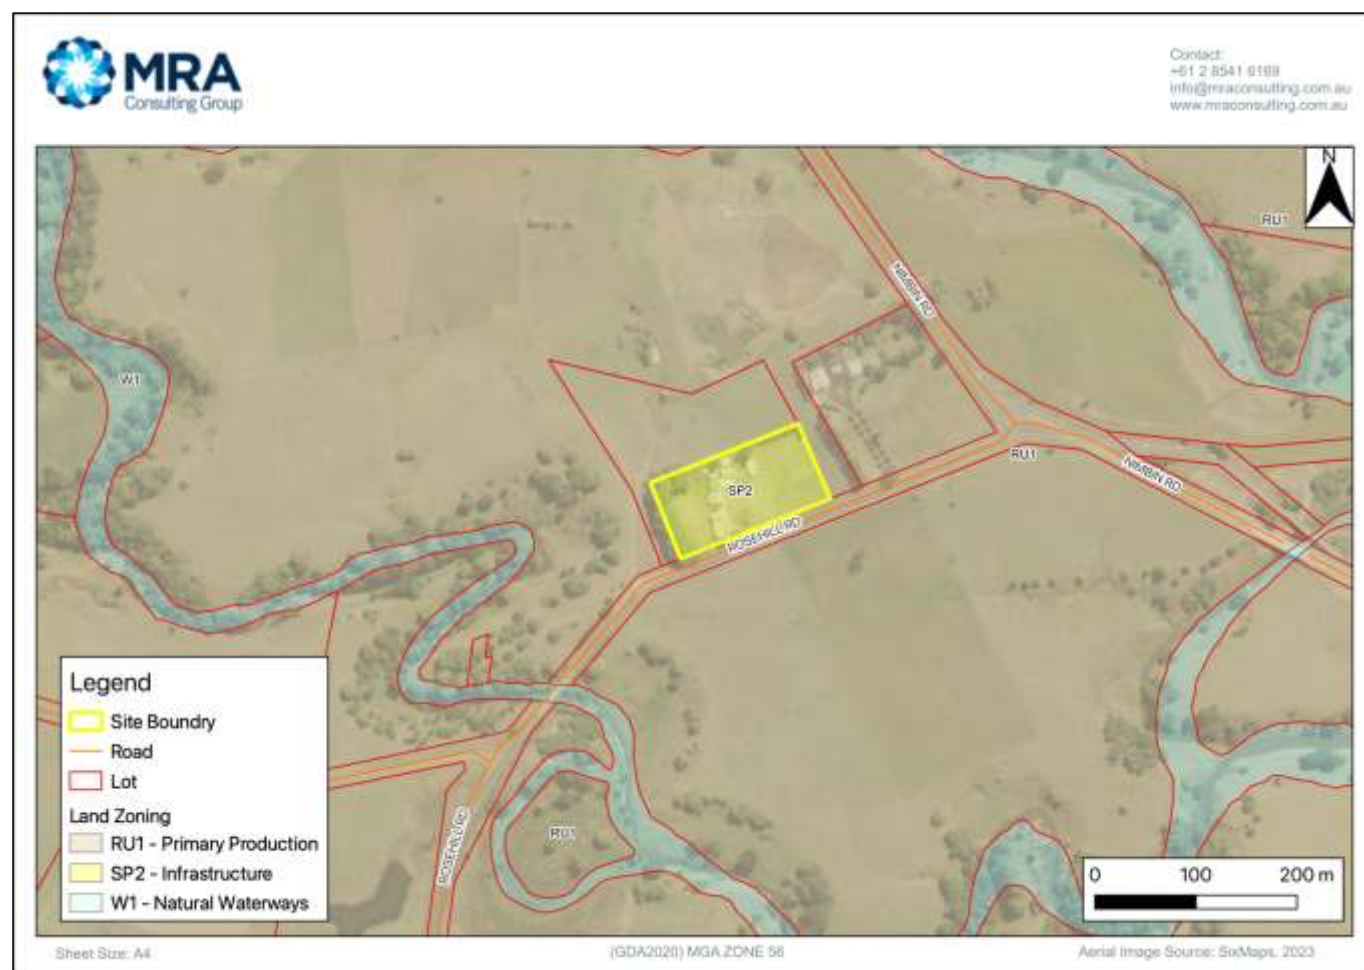 MRA
Consulting Group
Contact:
+61 2 8541 6169
info@mraconsulting.com.au
www.mraconsulting.com.au
N
RU1
NIMBIN RD
W1
RU1
NIMBIN RD
SP2
ROSEHILL RD
RU1
ROSEHILL RD
Legend
Site Boundry
Road
Lot
Land Zoning
RU1 - Primary Production
SP2 - Infrastructure
W1 - Natural Waterways
0 100 200 m
Sheet Size: A4
(GDA2020) MGA ZONE 56
Aerial Image Source: SixMaps, 2023